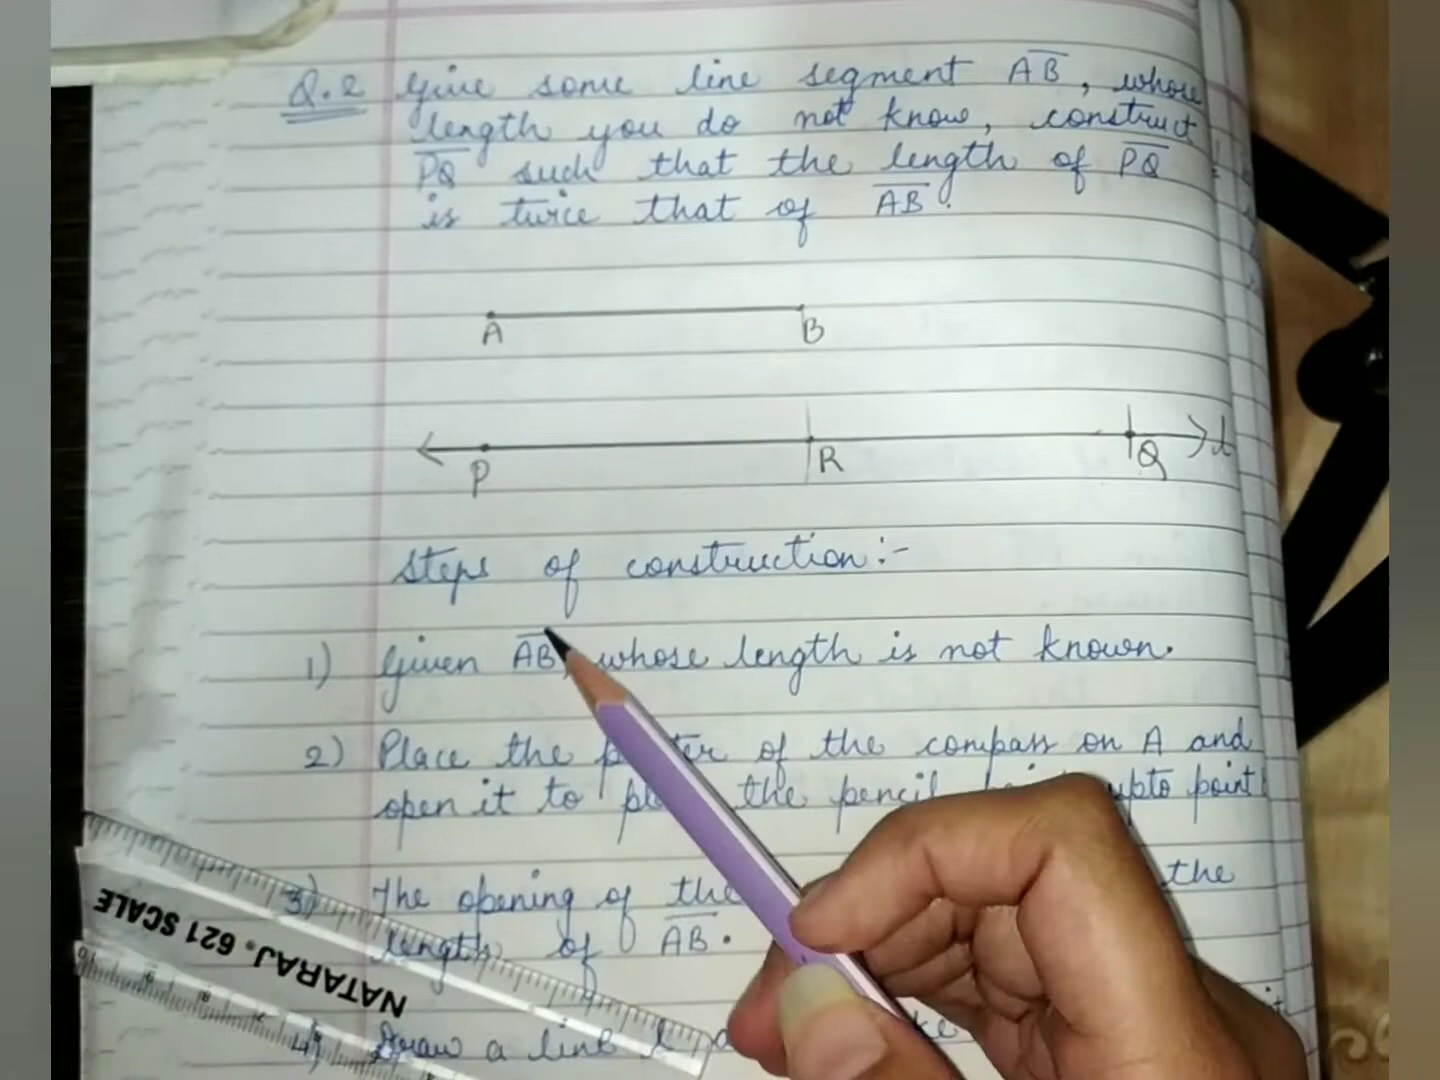 Q.2 Give some line segment AB, whose
length you do not know, construct
PQ such that the length of PQ
is twice that of AB.
A B
P R Q l
Steps of construction:-
1) Given AB, whose length is not known.
2) Place the of the compass on A and
open it to the pencil upto point
3) The opening of the the
length of AB.
4) Draw a line l
NATARAJ. 621 SCALE